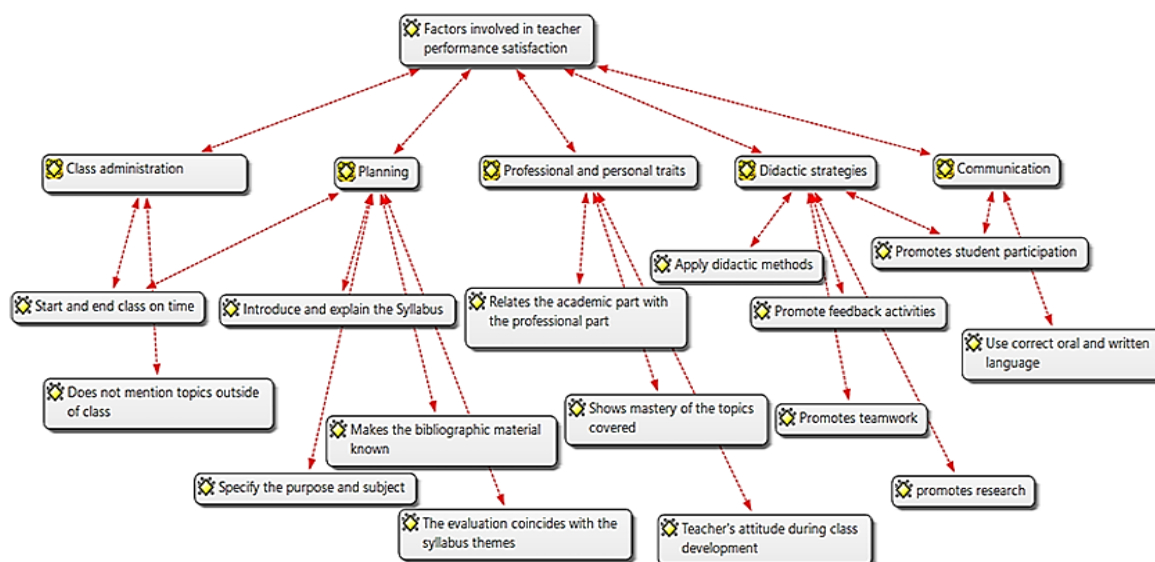 Factors involved in teacher
performance satisfaction
Class administration
Planning
Professional and personal traits
Didactic strategies
Communication
Promotes student participation
Apply didactic methods
Start and end class on time
Introduce and explain the Syllabus
Relates the academic part with
the professional part
Promote feedback activities
Use correct oral and written
language
Does not mention topics outside
of class
Makes the bibliographic material
known
Shows mastery of the topics
covered
Promotes teamwork
Specify the purpose and subject
promotes research
The evaluation coincides with the
syllabus themes
Teacher's attitude during class
development